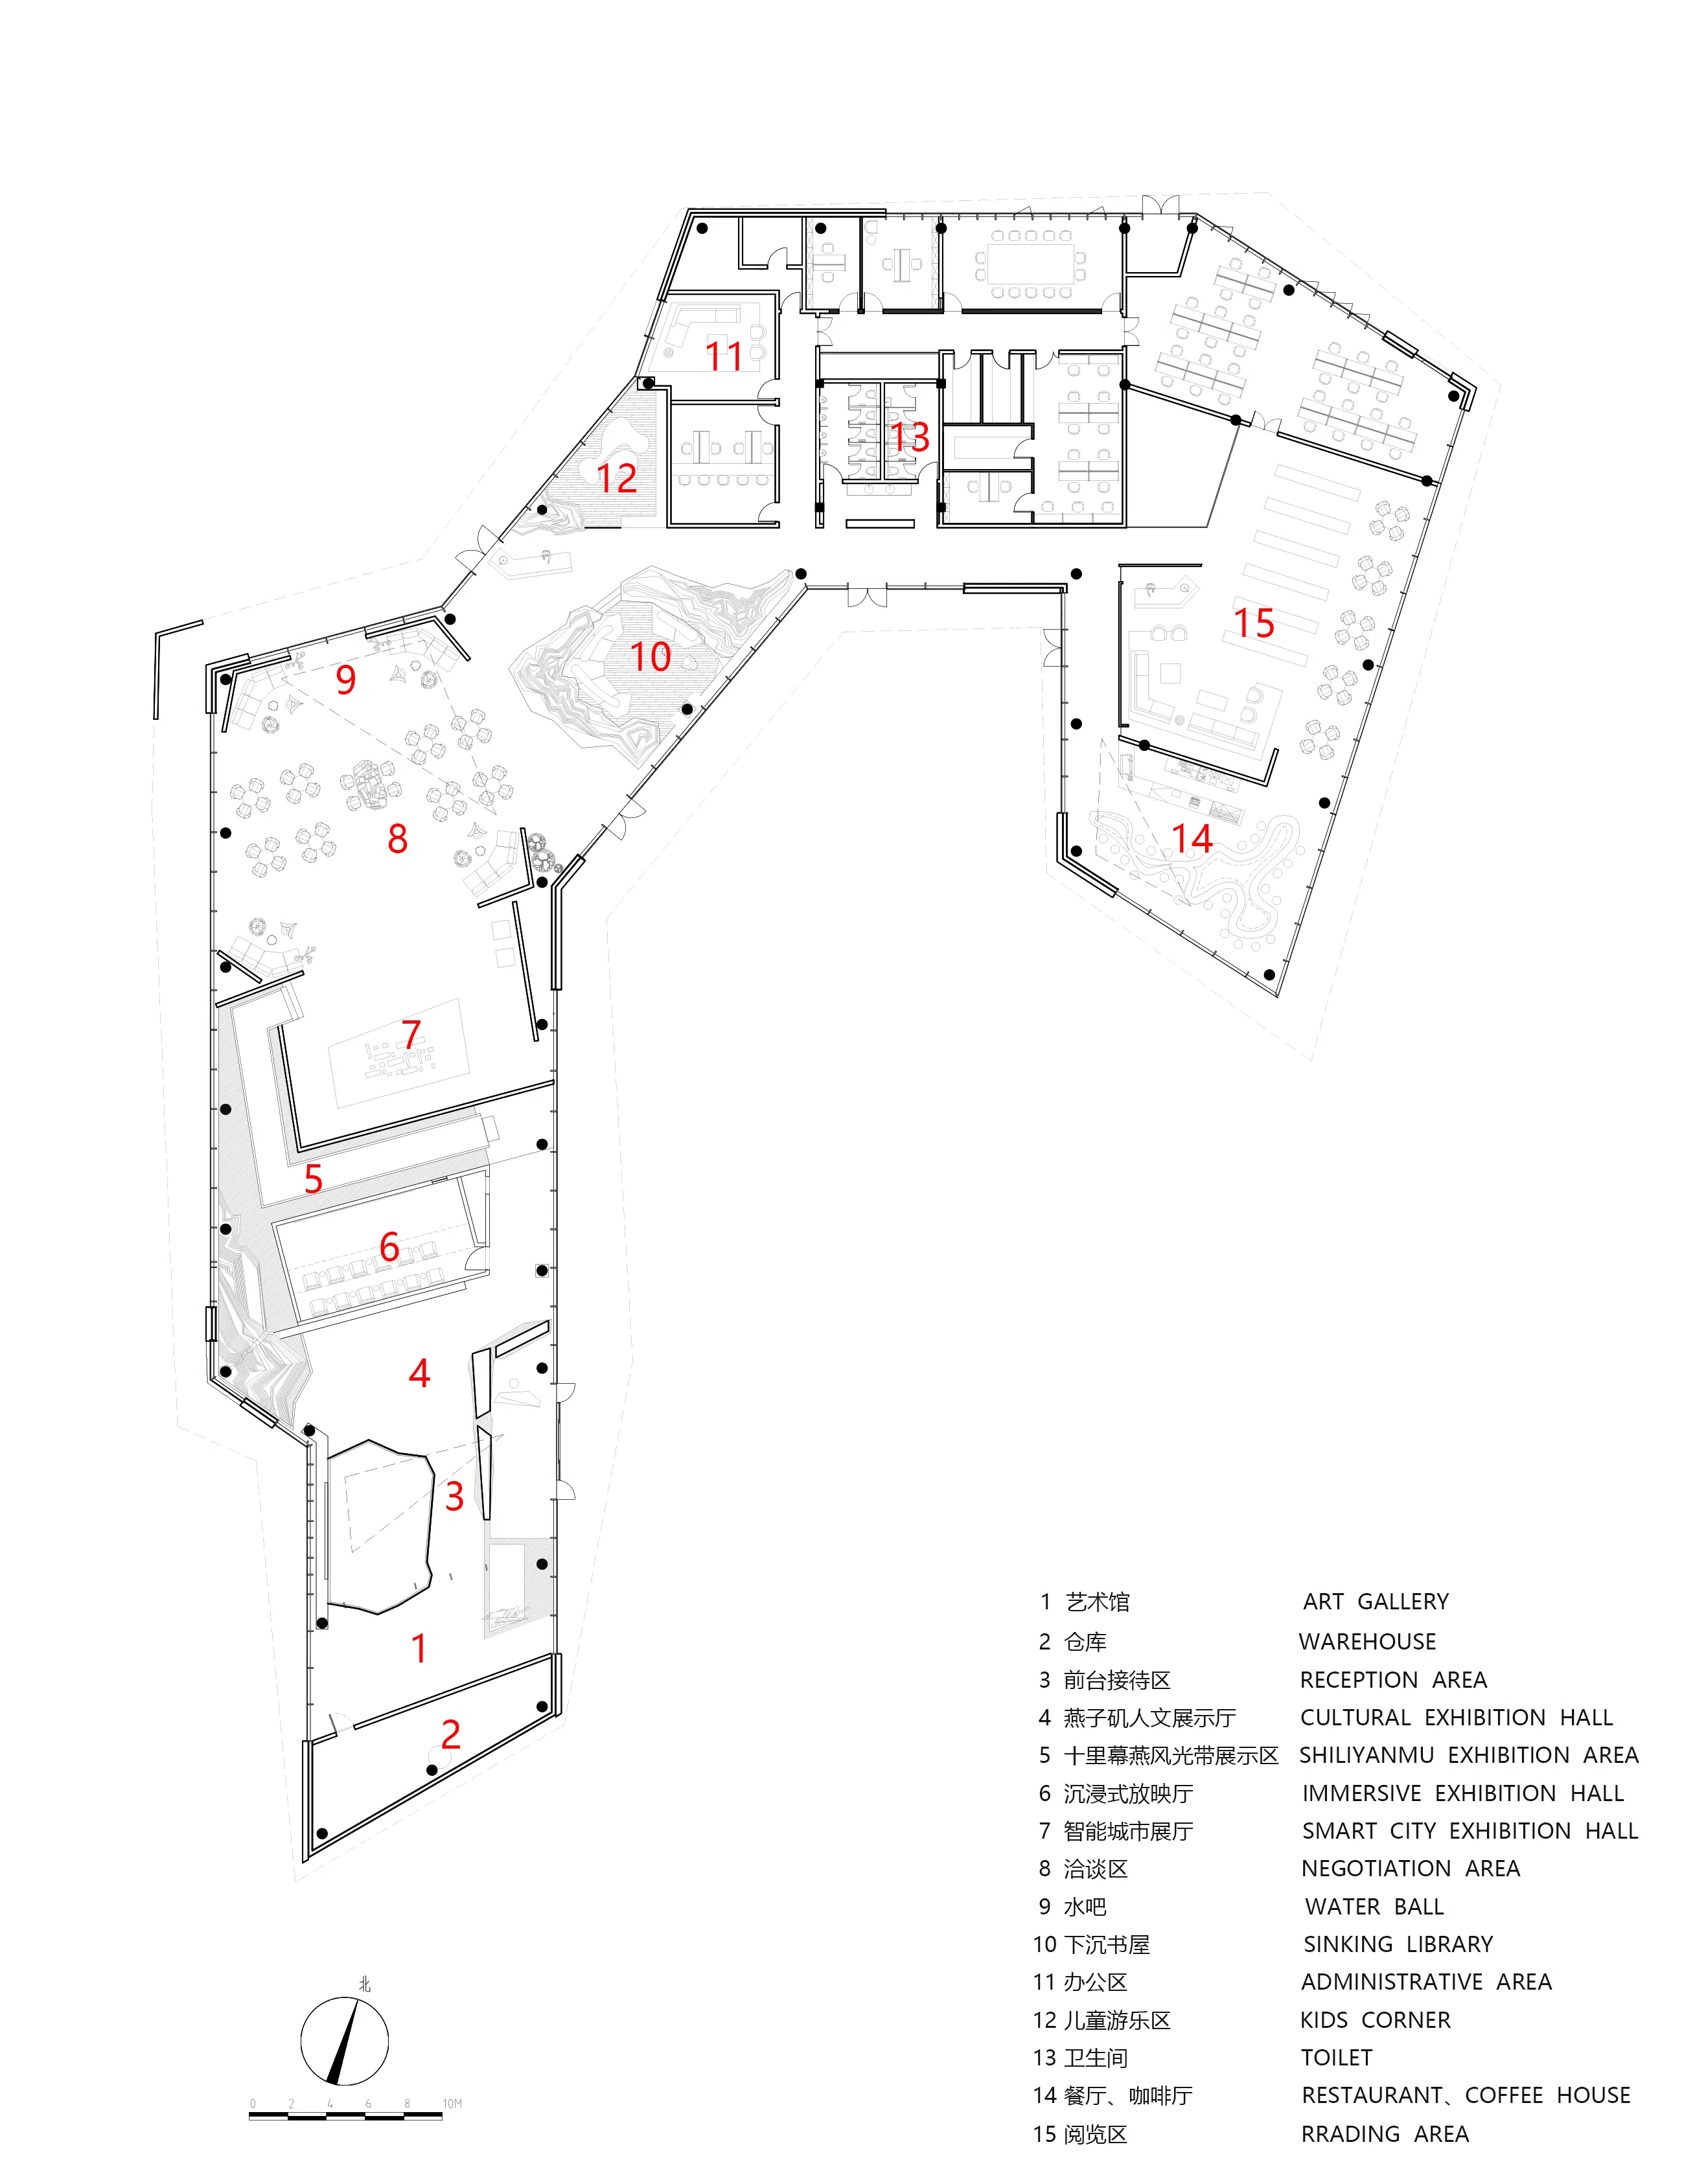 11
13
12
15
10
9
8
14
7
5
6
4
3
1
2
1 艺术馆 ART GALLERY
2 仓库 WAREHOUSE
3 前台接待区 RECEPTION AREA
4 燕子矶人文展示厅 CULTURAL EXHIBITION HALL
5 十里幕燕风光带展示区 SHILIYANMU EXHIBITION AREA
6 沉浸式放映厅 IMMERSIVE EXHIBITION HALL
7 智能城市展厅 SMART CITY EXHIBITION HALL
8 洽谈区 NEGOTIATION AREA
9 水吧 WATER BALL
10 下沉书屋 SINKING LIBRARY
11 办公区 ADMINISTRATIVE AREA
12 儿童游乐区 KIDS CORNER
13 卫生间 TOILET
14 餐厅、咖啡厅 RESTAURANT、COFFEE HOUSE
15 阅览区 RRADING AREA
北
0 2 4 6 8 10M